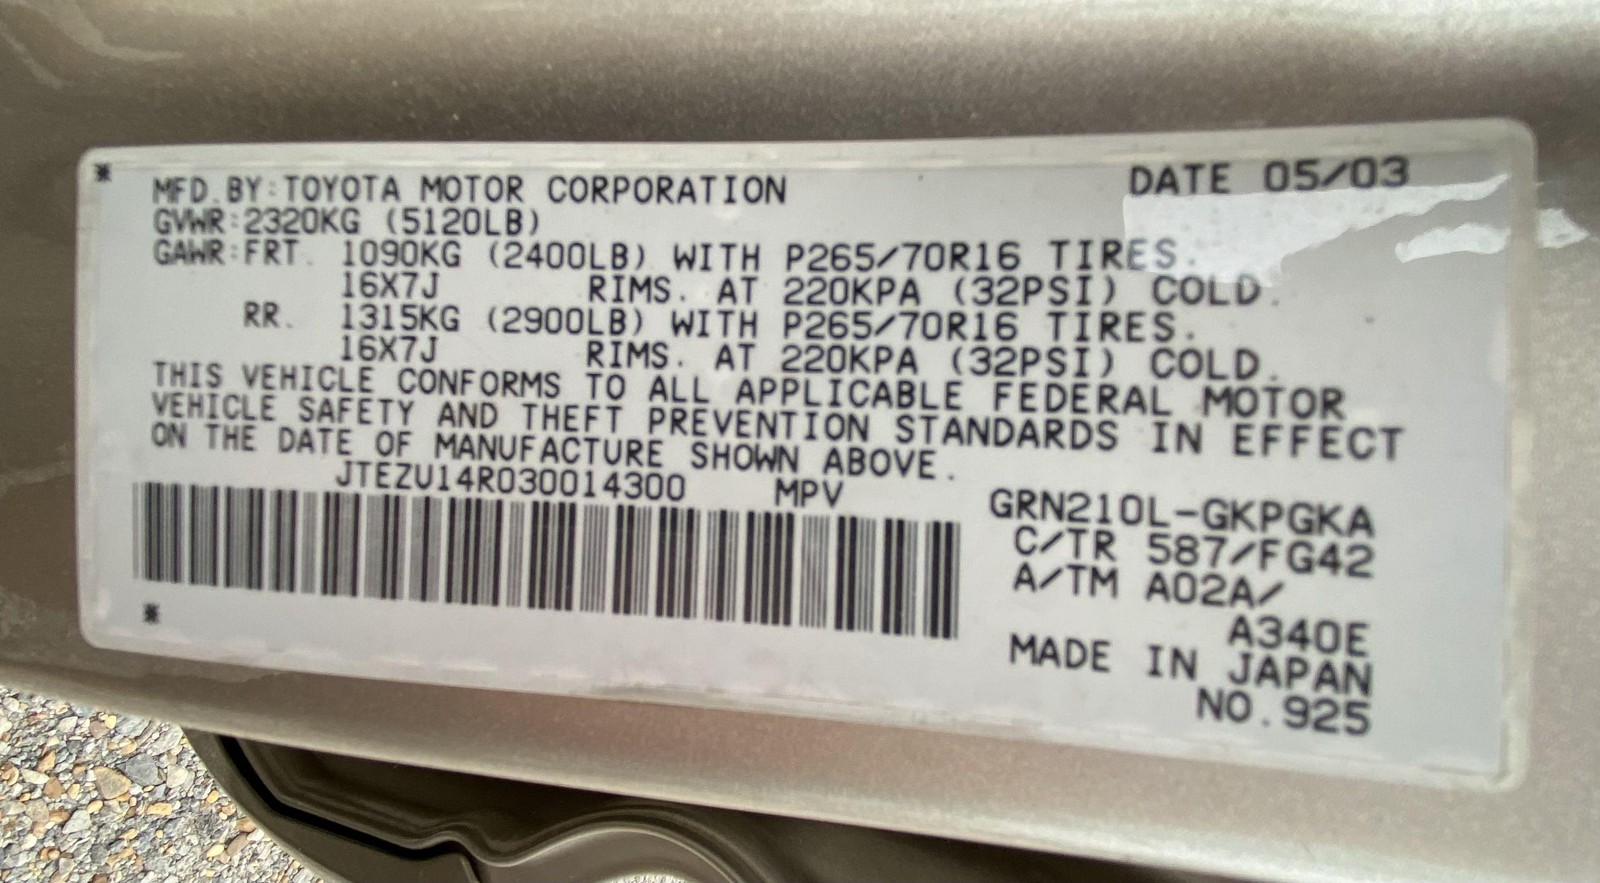 MFD.BY:TOYOTA MOTOR CORPORATION DATE 05/03
GVWR:2320KG (5120LB)
GAWR:FRT. 1090KG (2400LB) WITH P265/70R16 TIRES.
16X7J RIMS. AT 220KPA (32PSI) COLD.
RR. 1315KG (2900LB) WITH P265/70R16 TIRES.
16X7J RIMS. AT 220KPA (32PSI) COLD.
THIS VEHICLE CONFORMS TO ALL APPLICABLE FEDERAL MOTOR
VEHICLE SAFETY AND THEFT PREVENTION STANDARDS IN EFFECT
ON THE DATE OF MANUFACTURE SHOWN ABOVE.
JTEZU14R030014300 MPV
GRN210L-GKPGKA
C/TR 587/FG42
A/TM A02A/
A340E
MADE IN JAPAN
NO.925